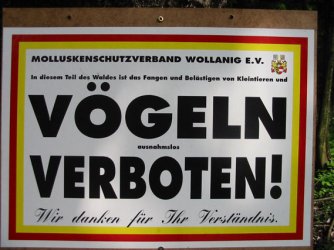 MOLLUSKENSCHUTZVERBAND WOLLANIG E.V.
In diesem Teil des Waldes ist das Fangen und Belästigen von Kleintieren und
VÖGELN
ausnahmslos
VERBOTEN!
Wir danken für Ihr Verständnis.